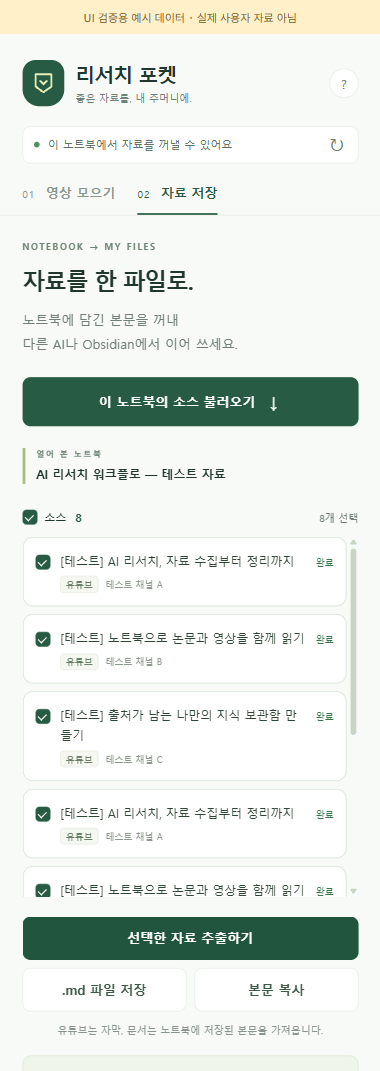 UI 검증용 예시 데이터 · 실제 사용자 자료 아님
리서치 포켓
좋은 자료를, 내 주머니에.
?
이 노트북에서 자료를 꺼낼 수 있어요
01 영상 모으기 02 자료 저장
NOTEBOOK → MY FILES
자료를 한 파일로.
노트북에 담긴 본문을 꺼내
다른 AI나 Obsidian에서 이어 쓰세요.
이 노트북의 소스 불러오기 ↓
열어 본 노트북
AI 리서치 워크플로 — 테스트 자료
소스 8 8개 선택
[테스트] AI 리서치, 자료 수집부터 정리까지 완료
유튜브 테스트 채널 A
[테스트] 노트북으로 논문과 영상을 함께 읽기 완료
유튜브 테스트 채널 B
[테스트] 출처가 남는 나만의 지식 보관함 만 완료
들기
유튜브 테스트 채널 C
[테스트] AI 리서치, 자료 수집부터 정리까지 완료
유튜브 테스트 채널 A
[테스트] 노트북으로 논문과 영상을 함께 읽기 완료
선택한 자료 추출하기
.md 파일 저장 본문 복사
유튜브는 자막, 문서는 노트북에 저장된 본문을 가져옵니다.